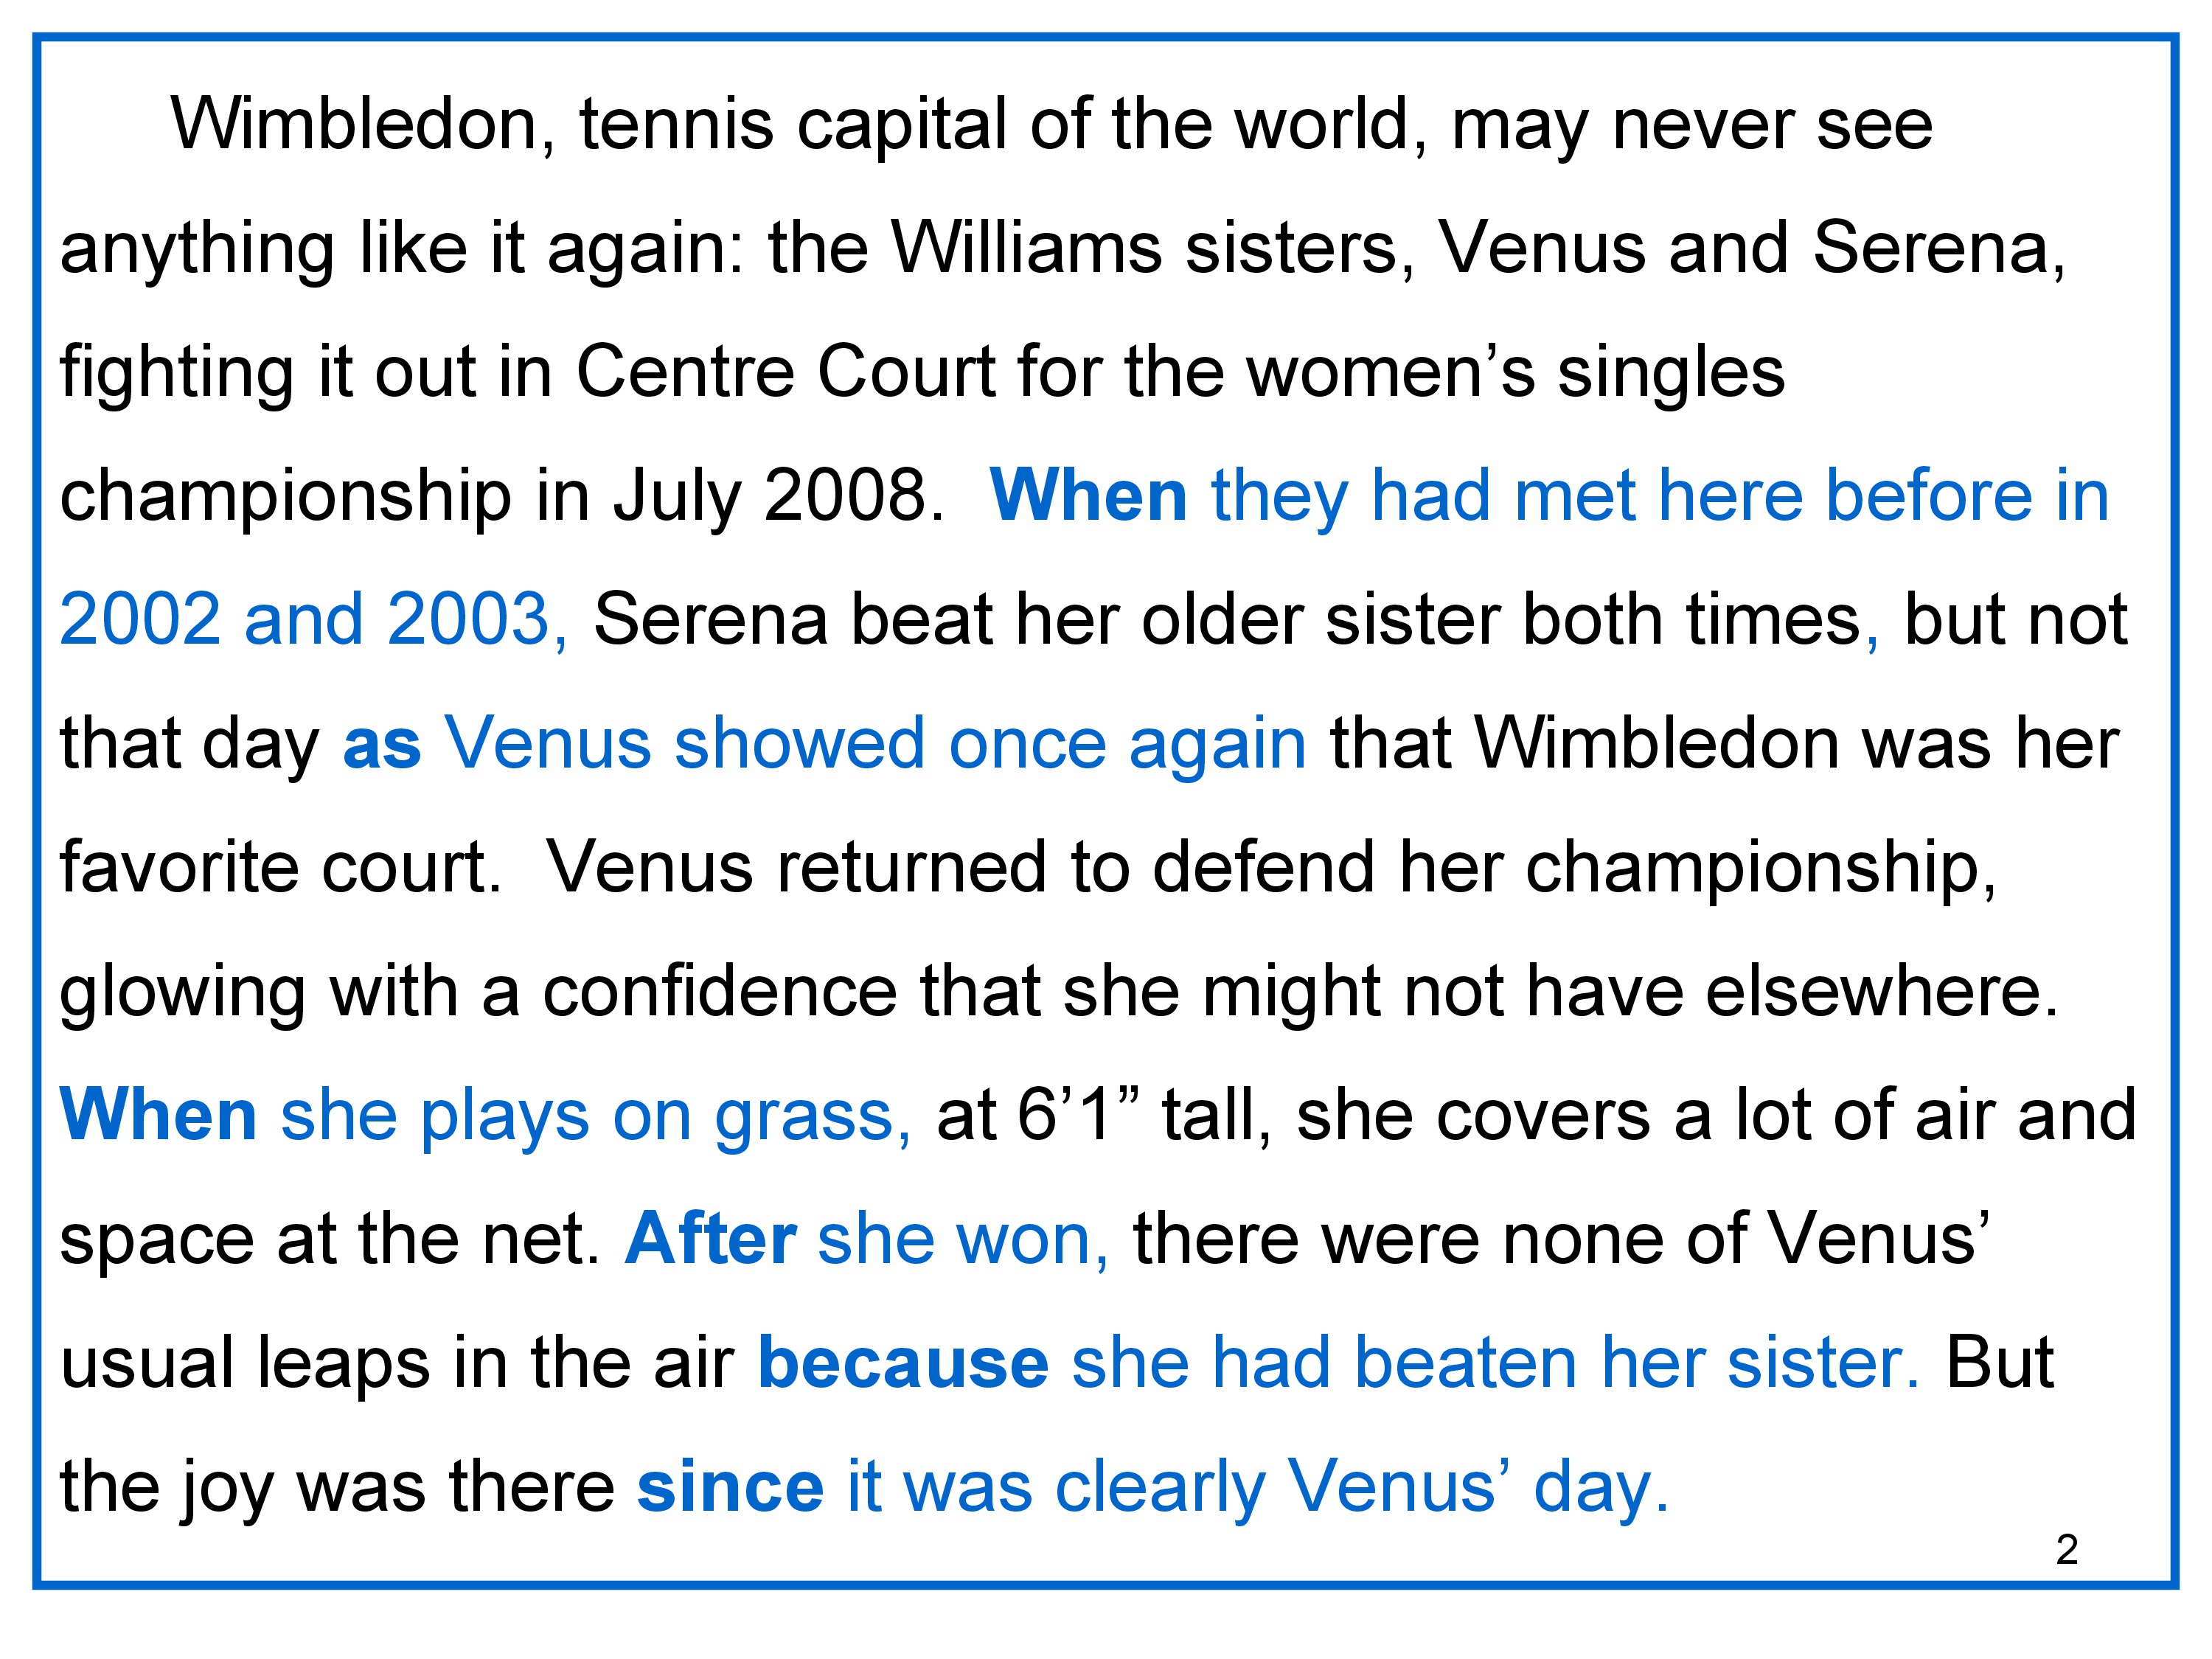 Wimbledon, tennis capital of the world, may never see
anything like it again: the Williams sisters, Venus and Serena,
fighting it out in Centre Court for the women’s singles
championship in July 2008.  When they had met here before in
2002 and 2003, Serena beat her older sister both times, but not
that day as Venus showed once again that Wimbledon was her
favorite court.  Venus returned to defend her championship,
glowing with a confidence that she might not have elsewhere.
When she plays on grass, at 6’1” tall, she covers a lot of air and
space at the net. After she won, there were none of Venus’
usual leaps in the air because she had beaten her sister. But
the joy was there since it was clearly Venus’ day.
2